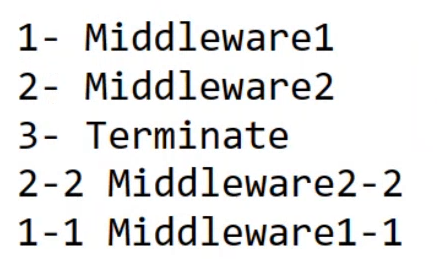 1- Middleware1
2- Middleware2
3- Terminate
2-2 Middleware2-2
1-1 Middleware1-1